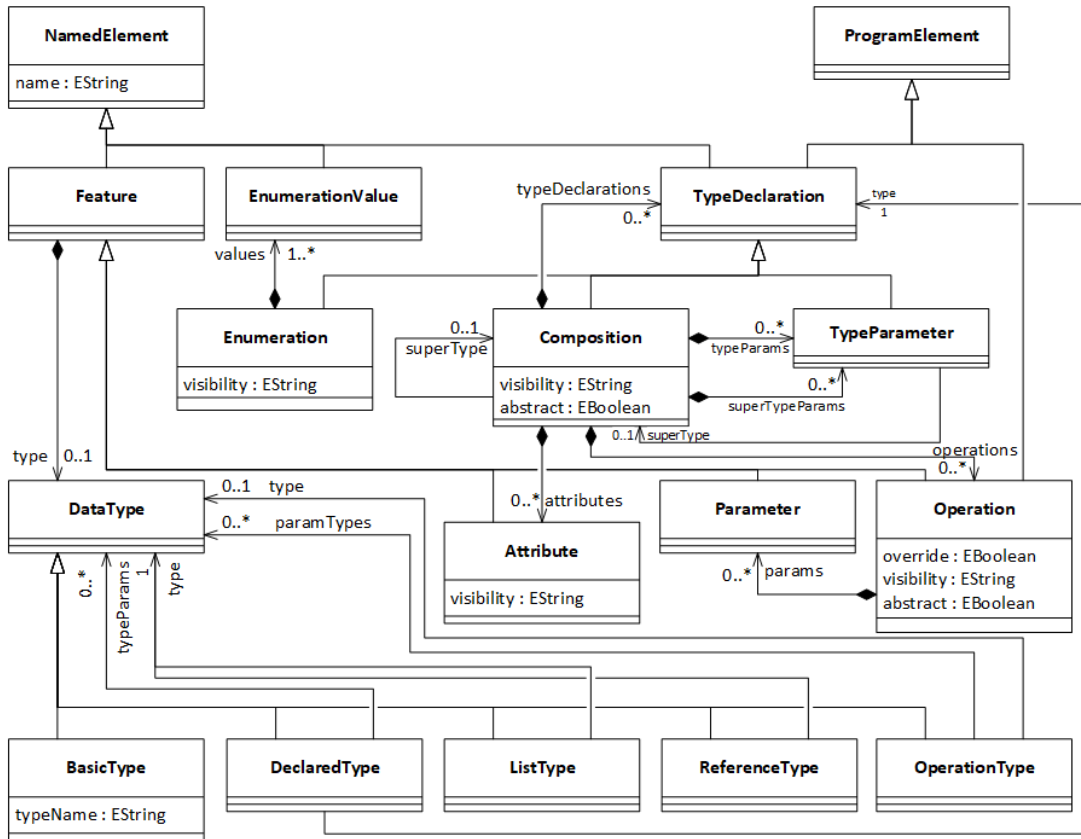 NamedElement
name : EString
ProgramElement
Feature
EnumerationValue
typeDeclarations
0..*
TypeDeclaration
type
1
values
1..*
Enumeration
visibility : EString
0..1
superType
Composition
visibility : EString
abstract : EBoolean
0..*
typeParams
TypeParameter
0..*
superTypeParams
0..1
superType
operations
0..*
type
0..1
DataType
0..1
type
0..*
paramTypes
0..*
attributes
Attribute
visibility : EString
Parameter
0..*
params
Operation
override : EBoolean
visibility : EString
abstract : EBoolean
0..*
typeParams
1
type
BasicType
typeName : EString
DeclaredType
ListType
ReferenceType
OperationType